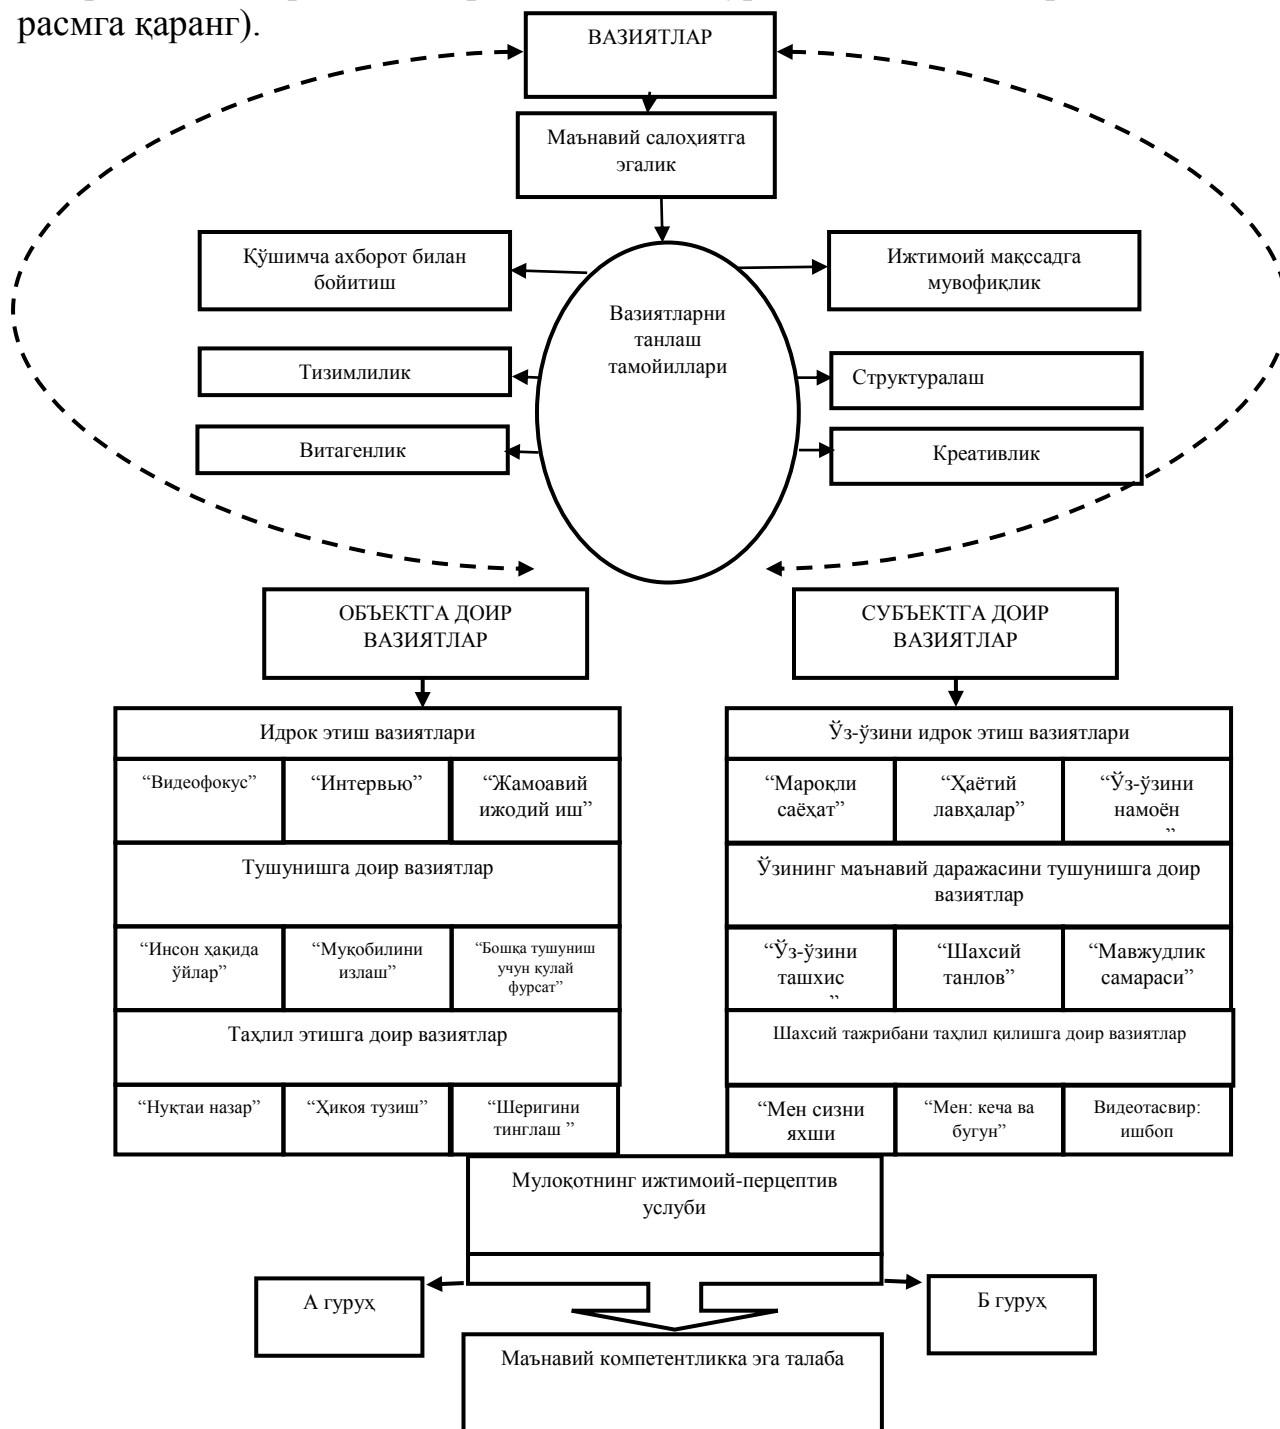 расмга қаранг).
ВАЗИЯТЛАР
Маънавий салоҳиятга
эгалик
Қўшимча ахборот билан
бойитиш
Ижтимоий мақссадга
мувофиқлик
Вазиятларни
танлаш
тамойиллари
Тизимлилик
Структуралаш
Витагенлик
Креативлик
ОБЪЕКТГА ДОИР
ВАЗИЯТЛАР
СУБЪЕКТГА ДОИР
ВАЗИЯТЛАР
Идрок этиш вазиятлари
“Видеофокус”
“Интервью”
“Жамоавий
ижодий иш”
Тушунишга доир вазиятлар
“Инсон ҳақида
ўйлар”
“Муқобилини
излаш”
“Бошқа тушуниш
учун қулай
фурсат”
Таҳлил этишга доир вазиятлар
“Нуқтаи назар”
“Ҳикоя тузиш”
“Шеригини
тинглаш ”
Ўз-ўзини идрок этиш вазиятлари
“Мароқли
саёҳат”
“Ҳаётий
лавҳалар”
“Ўз-ўзини
намоён
”
Ўзининг маънавий даражасини тушунишга доир
вазиятлар
“Ўз-ўзини
ташхис
”
“Шахсий
танлов”
“Мавжудлик
самараси”
Шахсий тажрибани таҳлил қилишга доир вазиятлар
“Мен сизни
яхши
“Мен: кеча ва
бугун”
Видеотасвир:
ишбоп
Мулоқотнинг ижтимоий-перцептив
услуби
А гуруҳ
Б гуруҳ
Маънавий компетентликка эга талаба